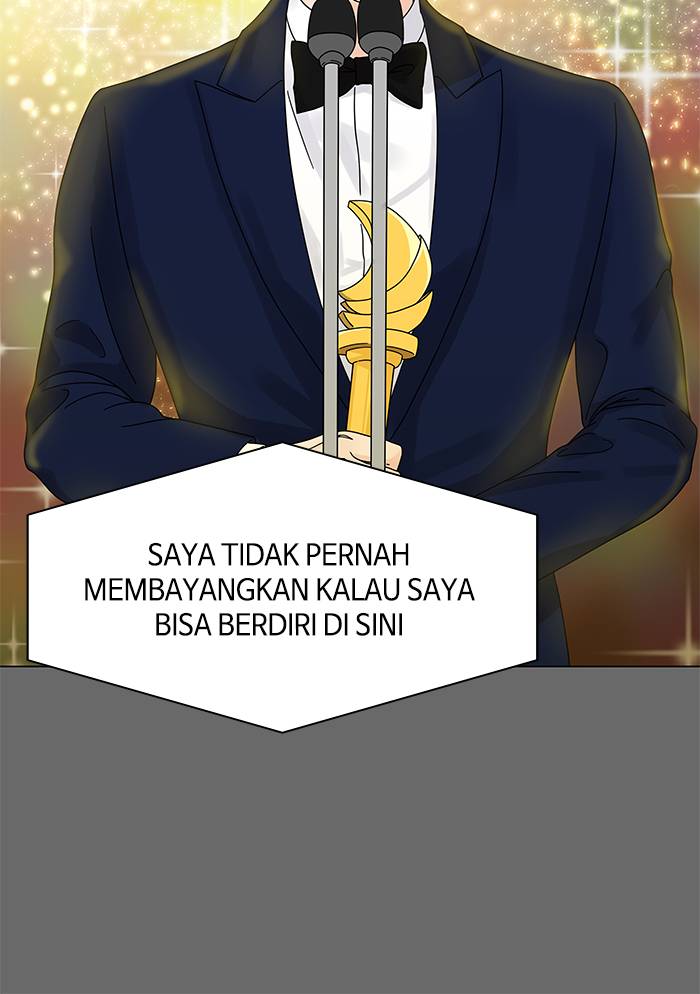 SAYA TIDAK PERNAH
MEMBAYANGKAN KALAU SAYA
BISA BERDIRI DI SINI